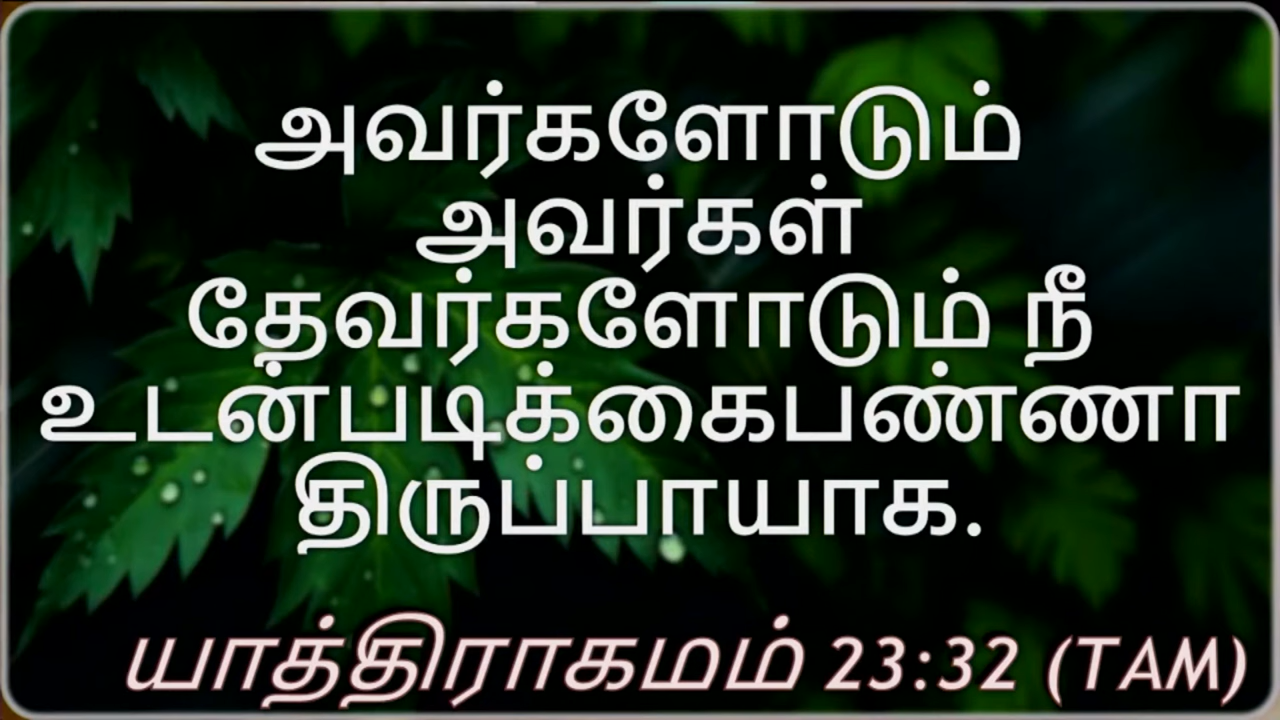 அவர்களோடும்
அவர்கள்
தேவர்களோடும் நீ
உடன்படிக்கைபண்ணா
திருப்பாயாக.
யாத்திராகமம் 23:32 (TAM)